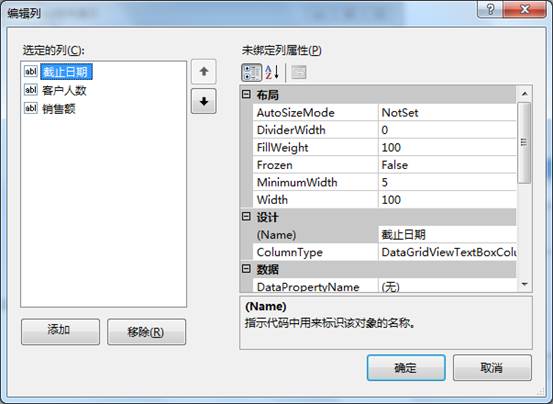 编辑列
选定的列(C):
abl 截止日期
abl 客户人数
abl 销售额
添加
移除(R)
未绑定列属性(P)
布局
AutoSizeMode NotSet
DividerWidth 0
FillWeight 100
Frozen False
MinimumWidth 5
Width 100
设计
(Name) 截止日期
ColumnType DataGridViewTextBoxColu
数据
DataPropertyName (无)
(Name)
指示代码中用来标识该对象的名称。
确定
取消